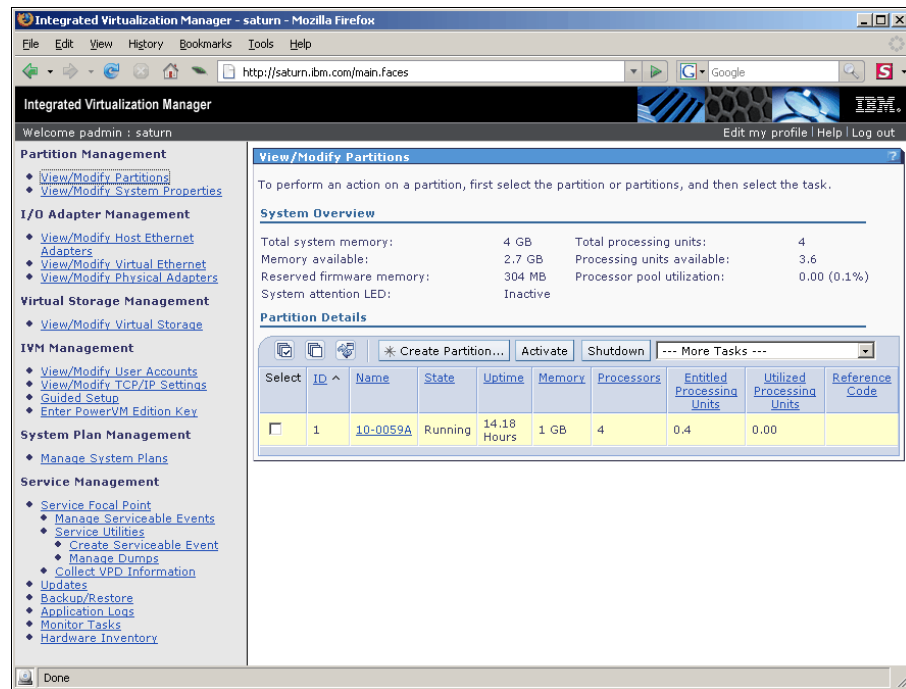 Integrated Virtualization Manager - saturn - Mozilla Firefox
File Edit View History Bookmarks Tools Help
http://saturn.ibm.com/main.faces
G Google
S
Integrated Virtualization Manager
IBM.
Welcome padmin : saturn
Edit my profile | Help | Log out
Partition Management
View/Modify Partitions
View/Modify System Properties
I/O Adapter Management
View/Modify Host Ethernet
Adapters
View/Modify Virtual Ethernet
View/Modify Physical Adapters
Virtual Storage Management
View/Modify Virtual Storage
IVM Management
View/Modify User Accounts
View/Modify TCP/IP Settings
Guided Setup
Enter PowerVM Edition Key
System Plan Management
Manage System Plans
Service Management
Service Focal Point
Manage Serviceable Events
Service Utilities
Create Serviceable Event
Manage Dumps
Collect VPD Information
Updates
Backup/Restore
Application Logs
Monitor Tasks
Hardware Inventory
View/Modify Partitions
?
To perform an action on a partition, first select the partition or partitions, and then select the task.
System Overview
Total system memory: 4 GB Total processing units: 4
Memory available: 2.7 GB Processing units available: 3.6
Reserved firmware memory: 304 MB Processor pool utilization: 0.00 (0.1%)
System attention LED: Inactive
Partition Details
Create Partition... Activate Shutdown --- More Tasks ---
Select ID ^ Name State Uptime Memory Processors Entitled Processing Units Utilized Processing Units Reference Code
1 10-0059A Running 14.18 Hours 1 GB 4 0.4 0.00
Done